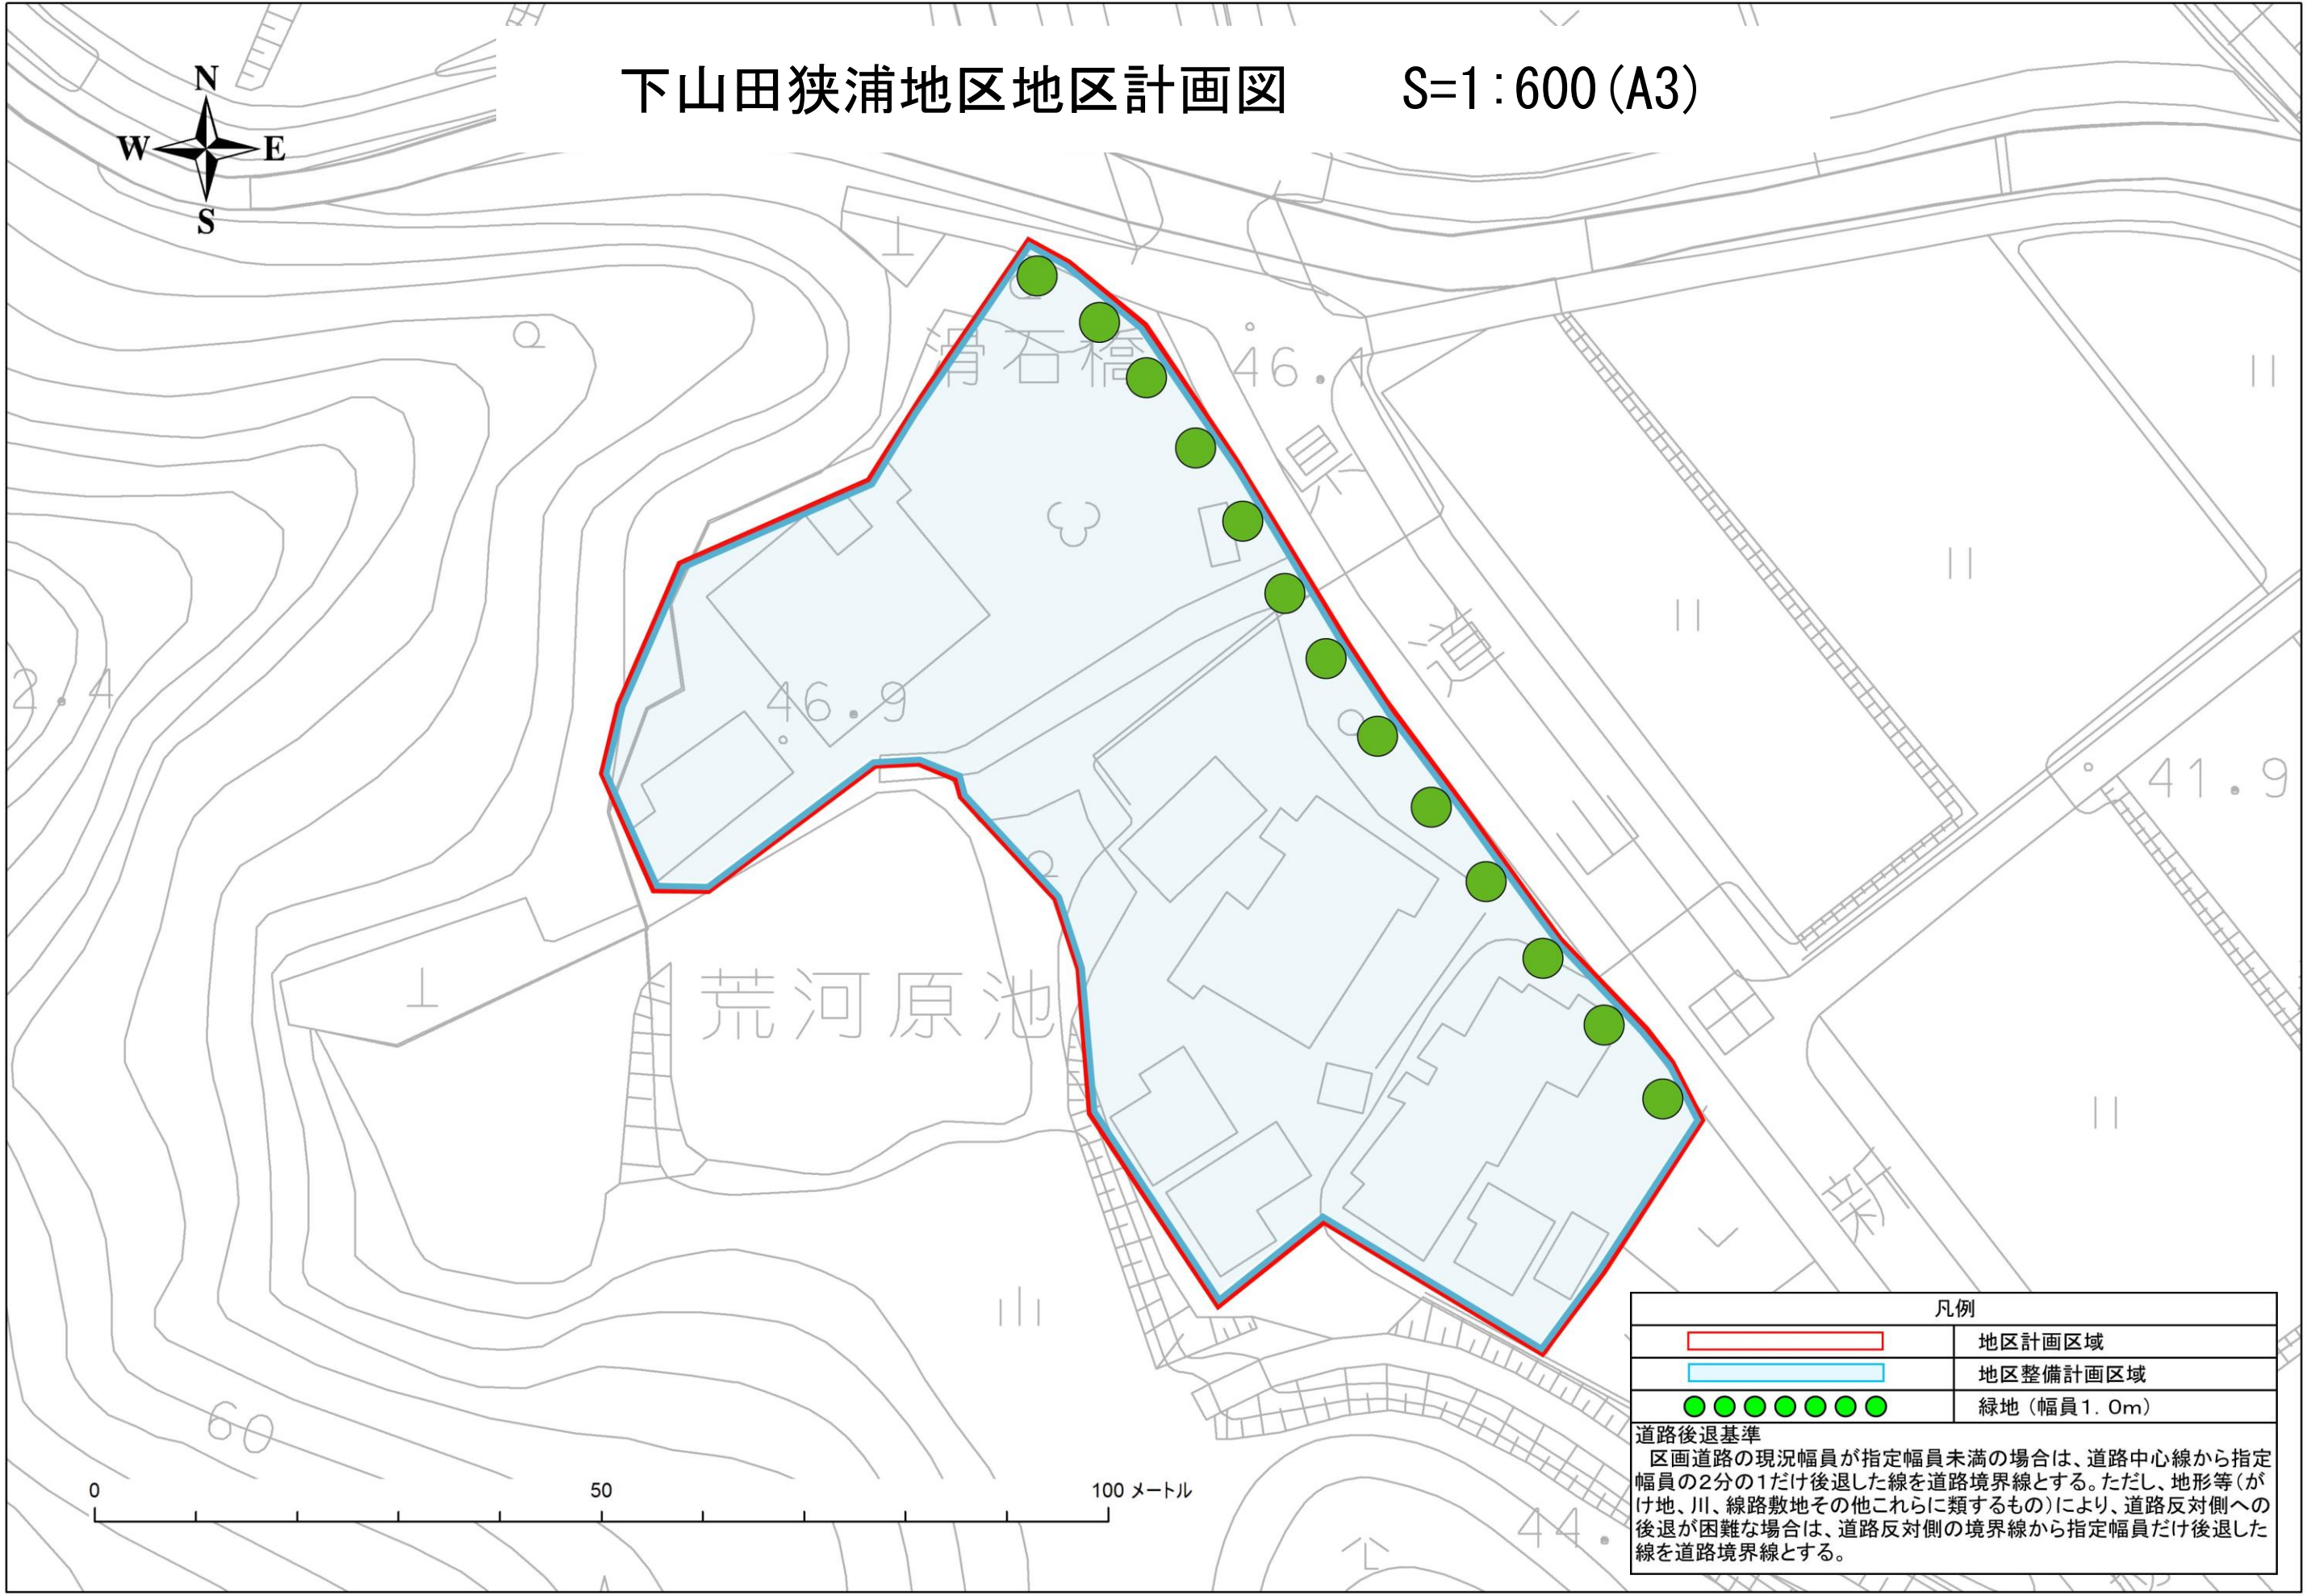 下山田狭浦地区地区計画図 S=1:600(A3)
N
W E
S
滑石橋
46.1
県
道
46.9
2.4
41.9
荒河原池
線
60
44.
0 50 100 メートル
凡例
地区計画区域
地区整備計画区域
緑地(幅員1.0m)
道路後退基準
区画道路の現況幅員が指定幅員未満の場合は、道路中心線から指定
幅員の2分の1だけ後退した線を道路境界線とする。ただし、地形等(が
け地、川、線路敷地その他これらに類するもの)により、道路反対側への
後退が困難な場合は、道路反対側の境界線から指定幅員だけ後退した
線を道路境界線とする。